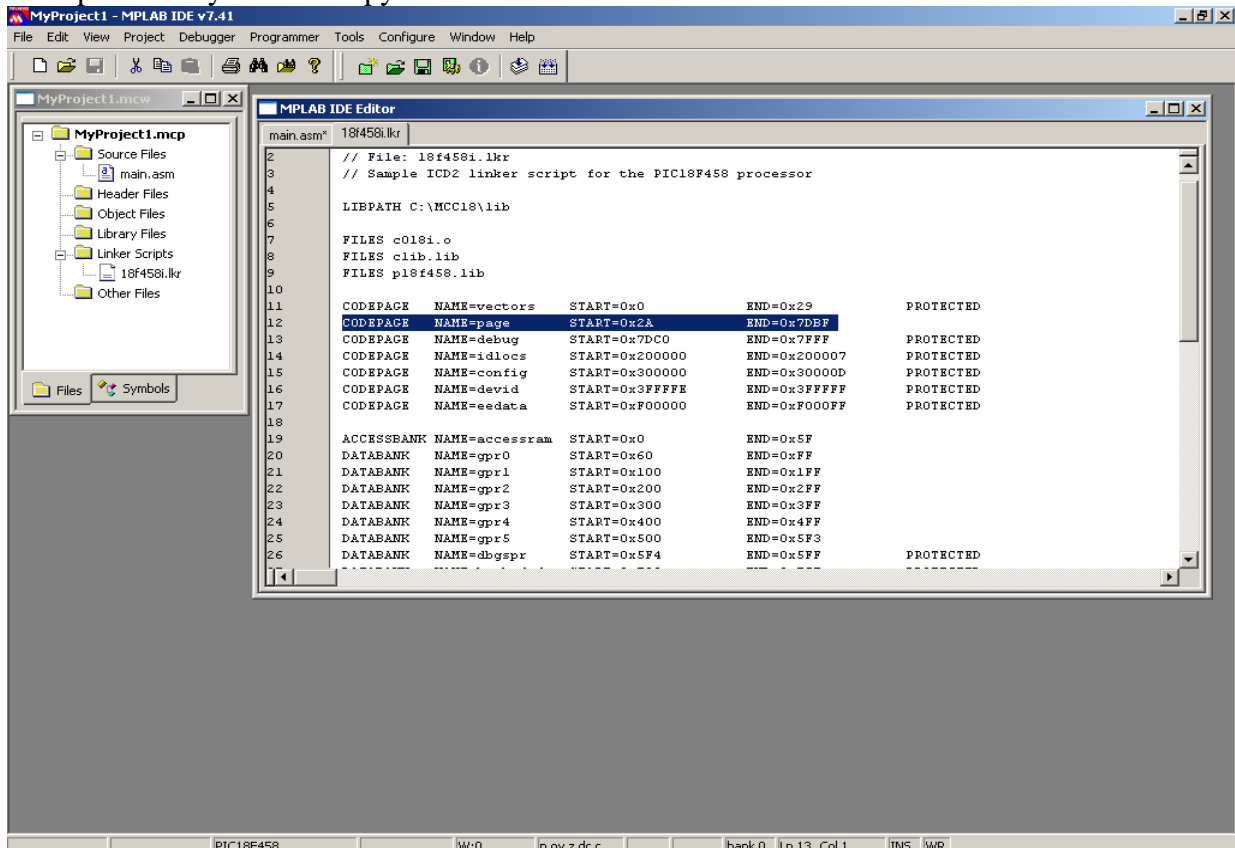 MyProject1 - MPLAB IDE v7.41
File Edit View Project Debugger Programmer Tools Configure Window Help
MyProject1.mcw
MyProject1.mcp
Source Files
main.asm
Header Files
Object Files
Library Files
Linker Scripts
18f458i.lkr
Other Files
Files Symbols
MPLAB IDE Editor
main.asm* 18f458i.lkr
2 // File: 18f458i.lkr
3 // Sample ICD2 linker script for the PIC18F458 processor
4
5 LIBPATH C:\MCC18\lib
6
7 FILES c018i.o
8 FILES clib.lib
9 FILES p18f458.lib
10
11 CODEPAGE NAME=vectors START=0x0 END=0x29 PROTECTED
12 CODEPAGE NAME=page START=0x2A END=0x7DBF
13 CODEPAGE NAME=debug START=0x7DC0 END=0x7FFF PROTECTED
14 CODEPAGE NAME=idlocs START=0x200000 END=0x200007 PROTECTED
15 CODEPAGE NAME=config START=0x300000 END=0x30000D PROTECTED
16 CODEPAGE NAME=devid START=0x3FFFFE END=0x3FFFFF PROTECTED
17 CODEPAGE NAME=eedata START=0xF00000 END=0xF000FF PROTECTED
18
19 ACCESSBANK NAME=accessram START=0x0 END=0x5F
20 DATABANK NAME=gpr0 START=0x60 END=0xFF
21 DATABANK NAME=gpr1 START=0x100 END=0x1FF
22 DATABANK NAME=gpr2 START=0x200 END=0x2FF
23 DATABANK NAME=gpr3 START=0x300 END=0x3FF
24 DATABANK NAME=gpr4 START=0x400 END=0x4FF
25 DATABANK NAME=gpr5 START=0x500 END=0x5F3
26 DATABANK NAME=dbgspr START=0x5F4 END=0x5FF PROTECTED
PIC18F458 W:0 n ov z dc c bank 0 Ln 13, Col 1 INS WR